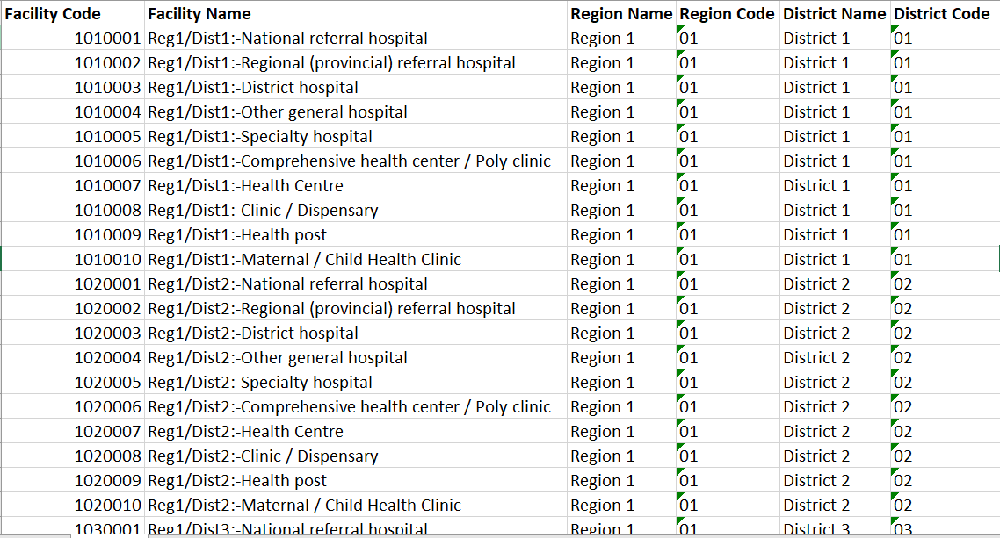 Facility Code Facility Name Region Name Region Code District Name District Code
1010001 Reg1/Dist1:-National referral hospital Region 1 01 District 1 01
1010002 Reg1/Dist1:-Regional (provincial) referral hospital Region 1 01 District 1 01
1010003 Reg1/Dist1:-District hospital Region 1 01 District 1 01
1010004 Reg1/Dist1:-Other general hospital Region 1 01 District 1 01
1010005 Reg1/Dist1:-Specialty hospital Region 1 01 District 1 01
1010006 Reg1/Dist1:-Comprehensive health center / Poly clinic Region 1 01 District 1 01
1010007 Reg1/Dist1:-Health Centre Region 1 01 District 1 01
1010008 Reg1/Dist1:-Clinic / Dispensary Region 1 01 District 1 01
1010009 Reg1/Dist1:-Health post Region 1 01 District 1 01
1010010 Reg1/Dist1:-Maternal / Child Health Clinic Region 1 01 District 1 01
1020001 Reg1/Dist2:-National referral hospital Region 1 01 District 2 02
1020002 Reg1/Dist2:-Regional (provincial) referral hospital Region 1 01 District 2 02
1020003 Reg1/Dist2:-District hospital Region 1 01 District 2 02
1020004 Reg1/Dist2:-Other general hospital Region 1 01 District 2 02
1020005 Reg1/Dist2:-Specialty hospital Region 1 01 District 2 02
1020006 Reg1/Dist2:-Comprehensive health center / Poly clinic Region 1 01 District 2 02
1020007 Reg1/Dist2:-Health Centre Region 1 01 District 2 02
1020008 Reg1/Dist2:-Clinic / Dispensary Region 1 01 District 2 02
1020009 Reg1/Dist2:-Health post Region 1 01 District 2 02
1020010 Reg1/Dist2:-Maternal / Child Health Clinic Region 1 01 District 2 02
1030001 Reg1/Dist3:-National referral hospital Region 1 01 District 3 03